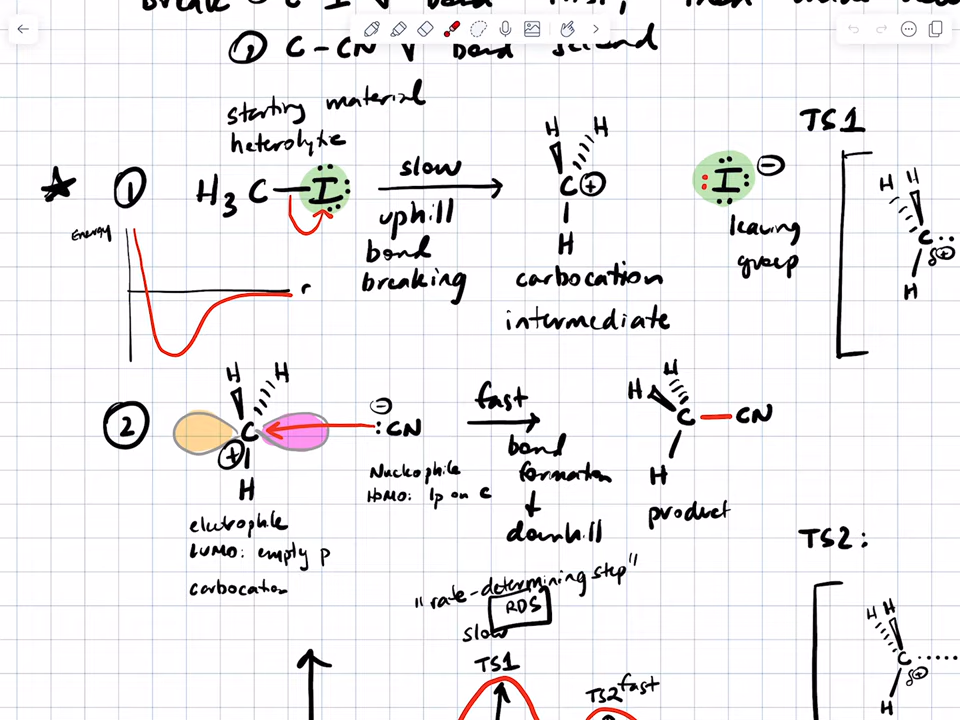 ② C-CN bond second
starting material
heterolytic
①
H₃C—I
slow
uphill
bond
breaking
H H
C ⊕
H
carbocation
intermediate
I ⊖
leaving
group
TS1
H H
C
δ⊕
H
Energy
r
②
H H
C
⊕
H
⊖
:CN
Nucleophile
HOMO: lp on C
electrophile
LUMO: empty p
carbocation
fast
bond
formation
↓
downhill
H
H
C—CN
H
product
TS2:
H H
C
δ⊕
H
"rate-determining step"
RDS
slow
TS1
TS2 fast